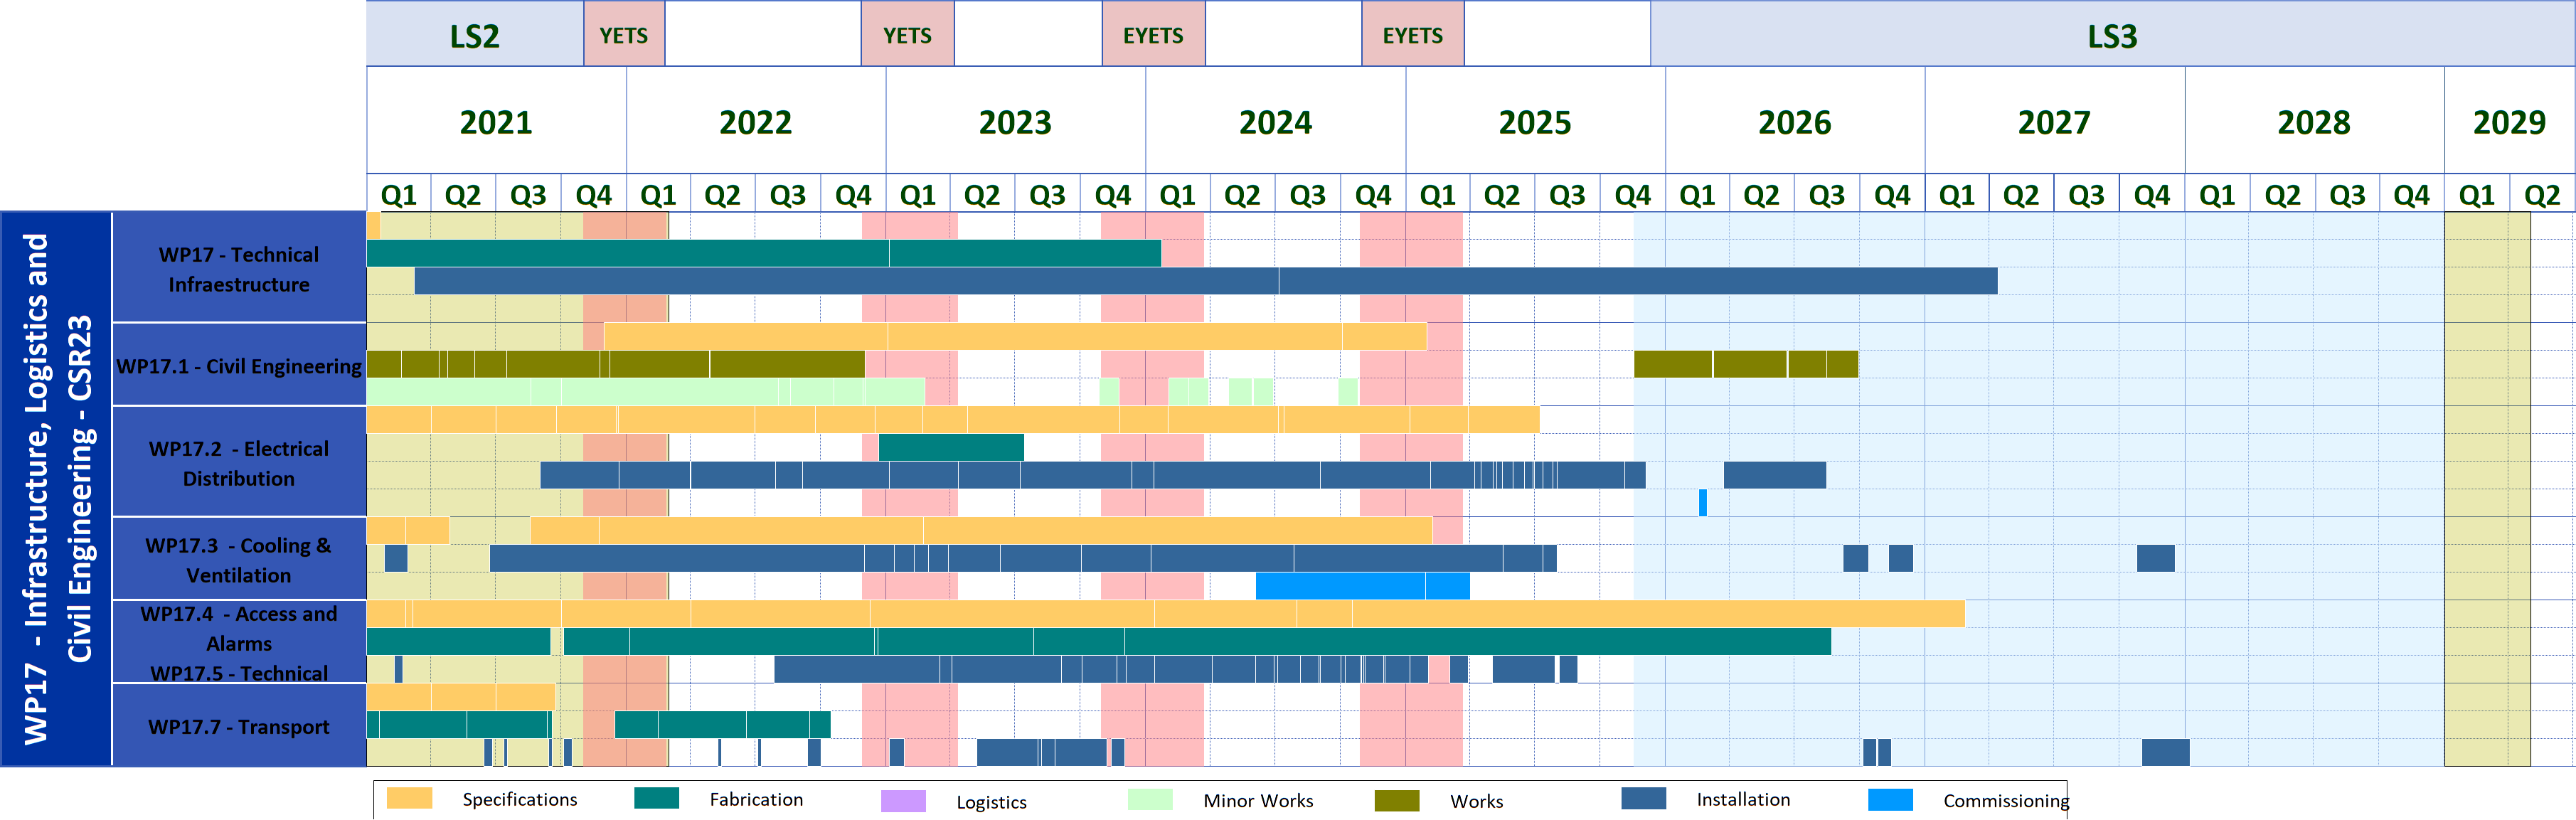 LS2 YETS YETS EYETS EYETS LS3
2021 2022 2023 2024 2025 2026 2027 2028 2029
Q1 Q2 Q3 Q4 Q1 Q2 Q3 Q4 Q1 Q2 Q3 Q4 Q1 Q2 Q3 Q4 Q1 Q2 Q3 Q4 Q1 Q2 Q3 Q4 Q1 Q2 Q3 Q4 Q1 Q2 Q3 Q4 Q1 Q2
WP17 - Infrastructure, Logistics and
Civil Engineering - CSR23
WP17 - Technical
Infraestructure
WP17.1 - Civil Engineering
WP17.2 - Electrical
Distribution
WP17.3 - Cooling &
Ventilation
WP17.4 - Access and
Alarms
WP17.5 - Technical
WP17.7 - Transport
Specifications Fabrication Logistics Minor Works Works Installation Commissioning